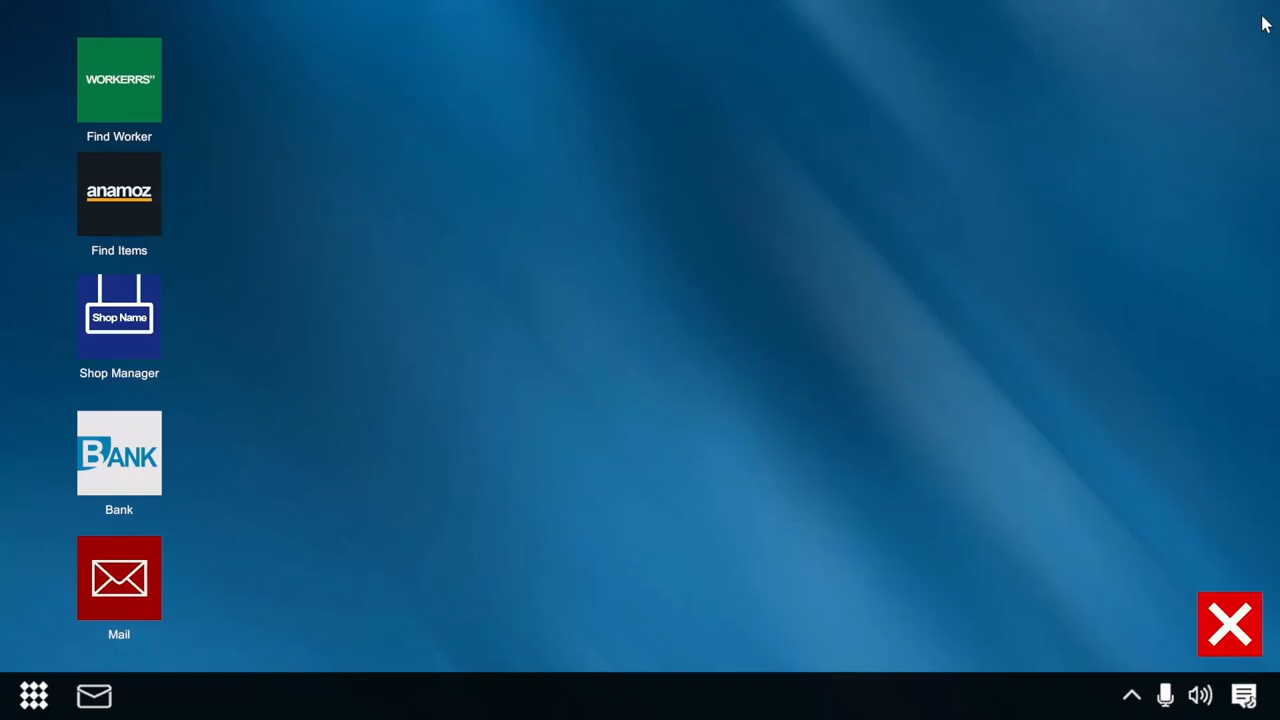 WORKERRS"
Find Worker
anamoz
Find Items
Shop Name
Shop Manager
BANK
Bank
Mail